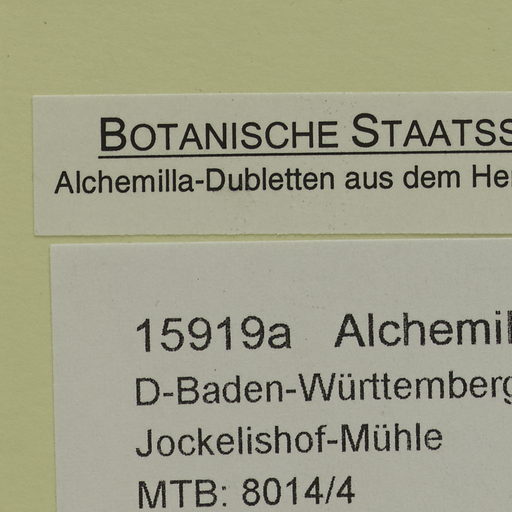 BOTANISCHE STAATSS
Alchemilla-Dubletten aus dem He
15919a Alchemil
D-Baden-Württemberg
Jockelishof-Mühle
MTB: 8014/4